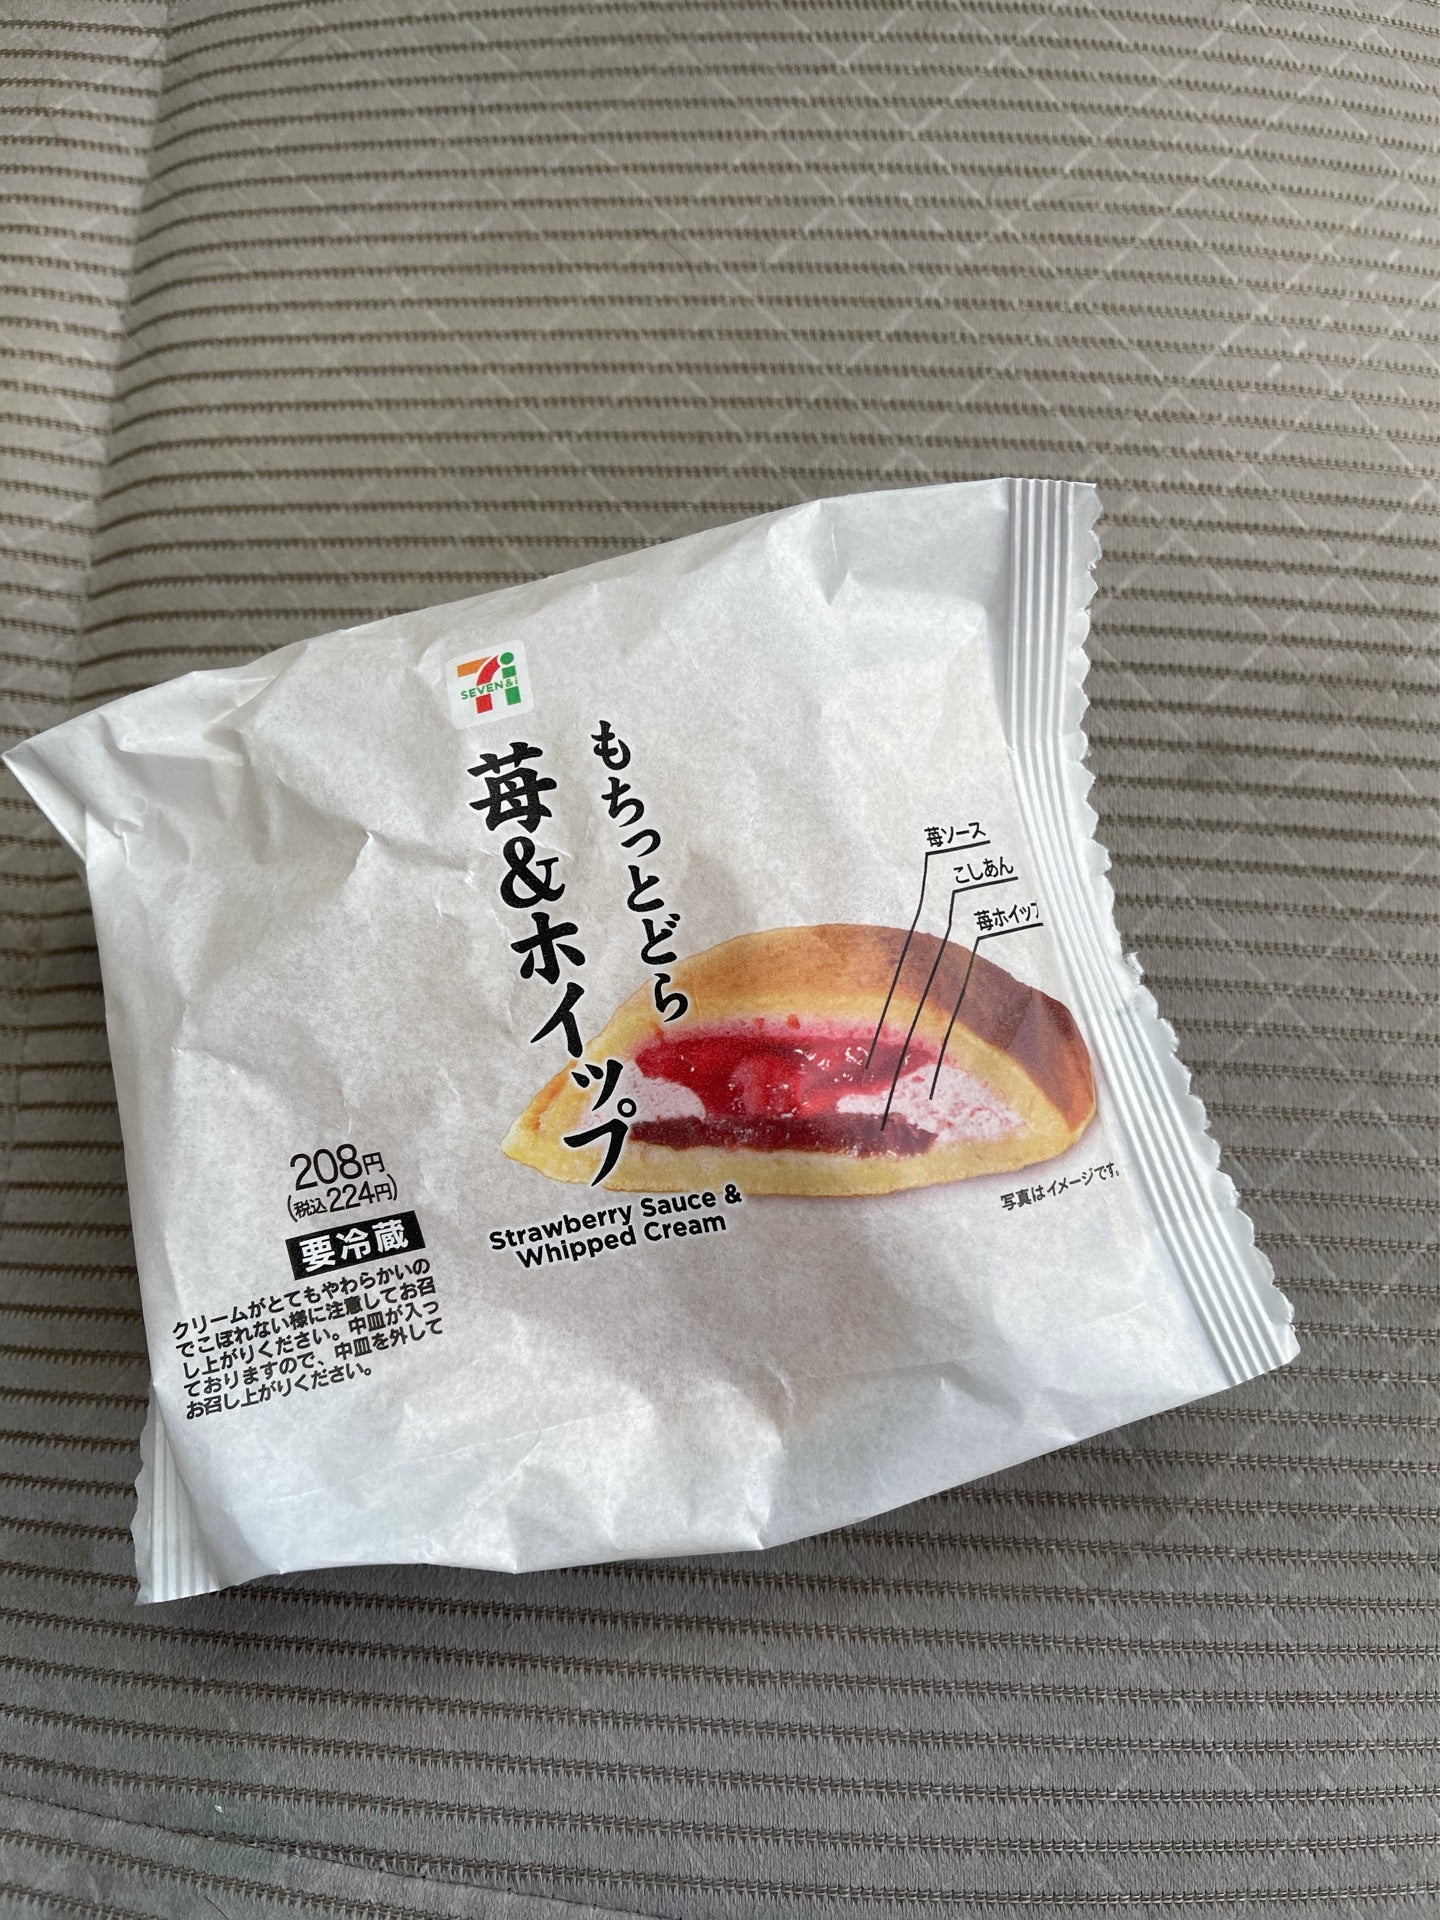 SEVEN&i
もちっとどら
苺&ホイップ
Strawberry Sauce &
Whipped Cream
苺ソース
こしあん
苺ホイップ
写真はイメージです。
208円
(税込224円)
要冷蔵
クリームがとてもやわらかいの
でこぼれない様に注意してお召
し上がりください。中皿が入っ
ておりますので、中皿を外して
お召し上がりください。